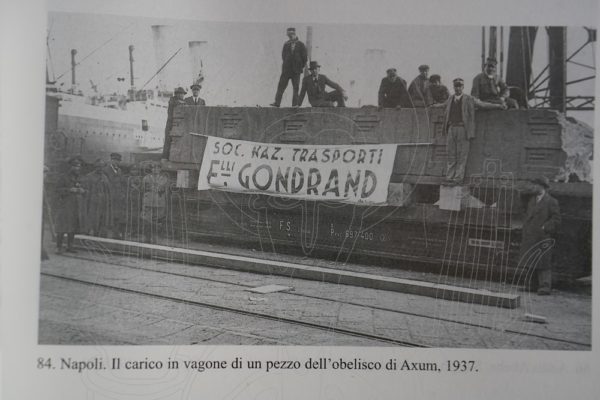 SOC. NAZ. TRASPORTI
F.LLI GONDRAND
F.S.
84. Napoli. Il carico in vagone di un pezzo dell'obelisco di Axum, 1937.